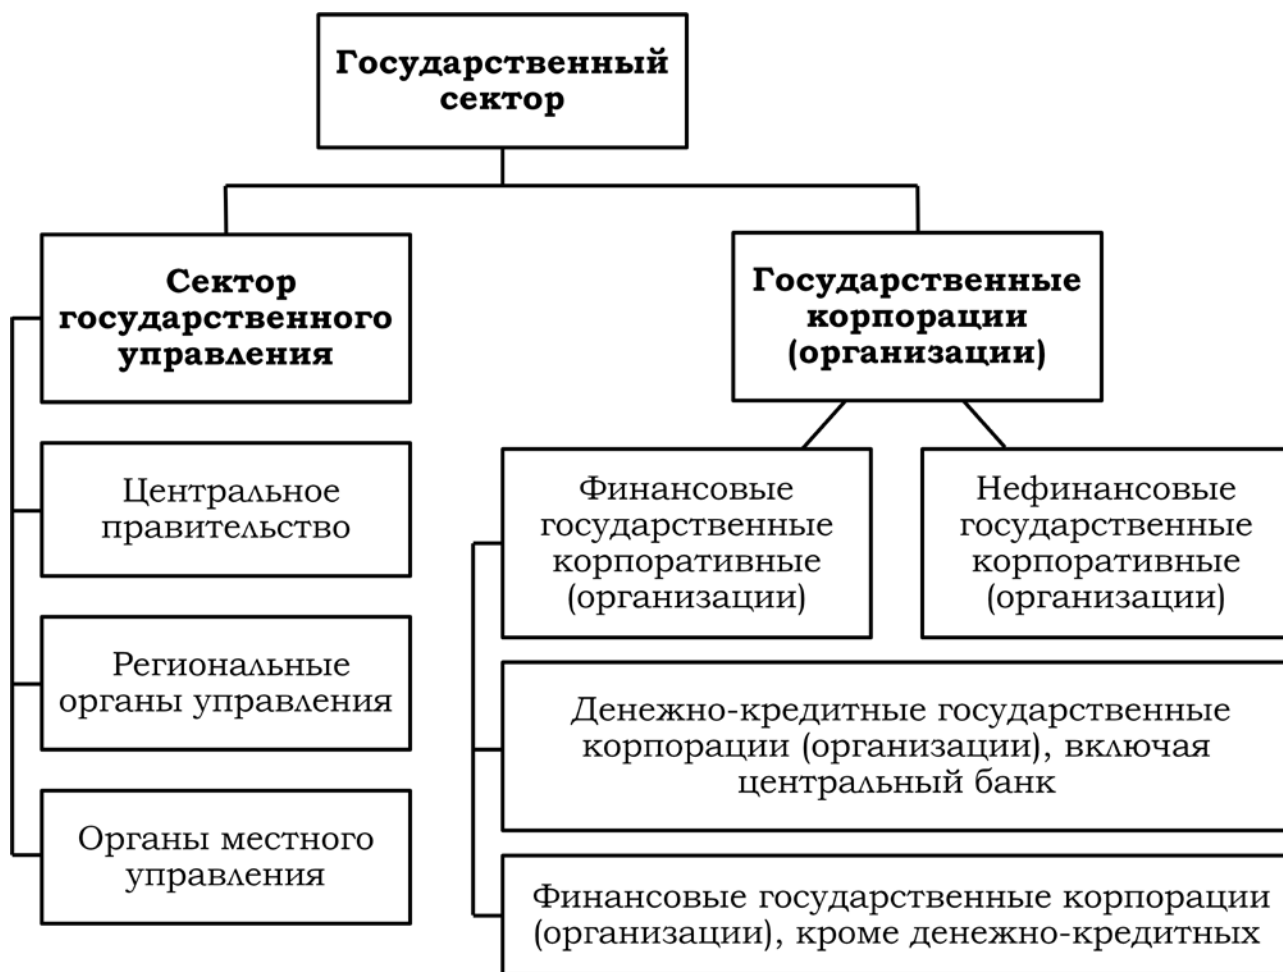 Государственный
сектор
Сектор
государственного
управления
Государственные
корпорации
(организации)
Центральное
правительство
Региональные
органы управления
Органы местного
управления
Финансовые
государственные
корпоративные
(организации)
Нефинансовые
государственные
корпоративные
(организации)
Денежно-кредитные государственные
корпорации (организации), включая
центральный банк
Финансовые государственные корпорации
(организации), кроме денежно-кредитных